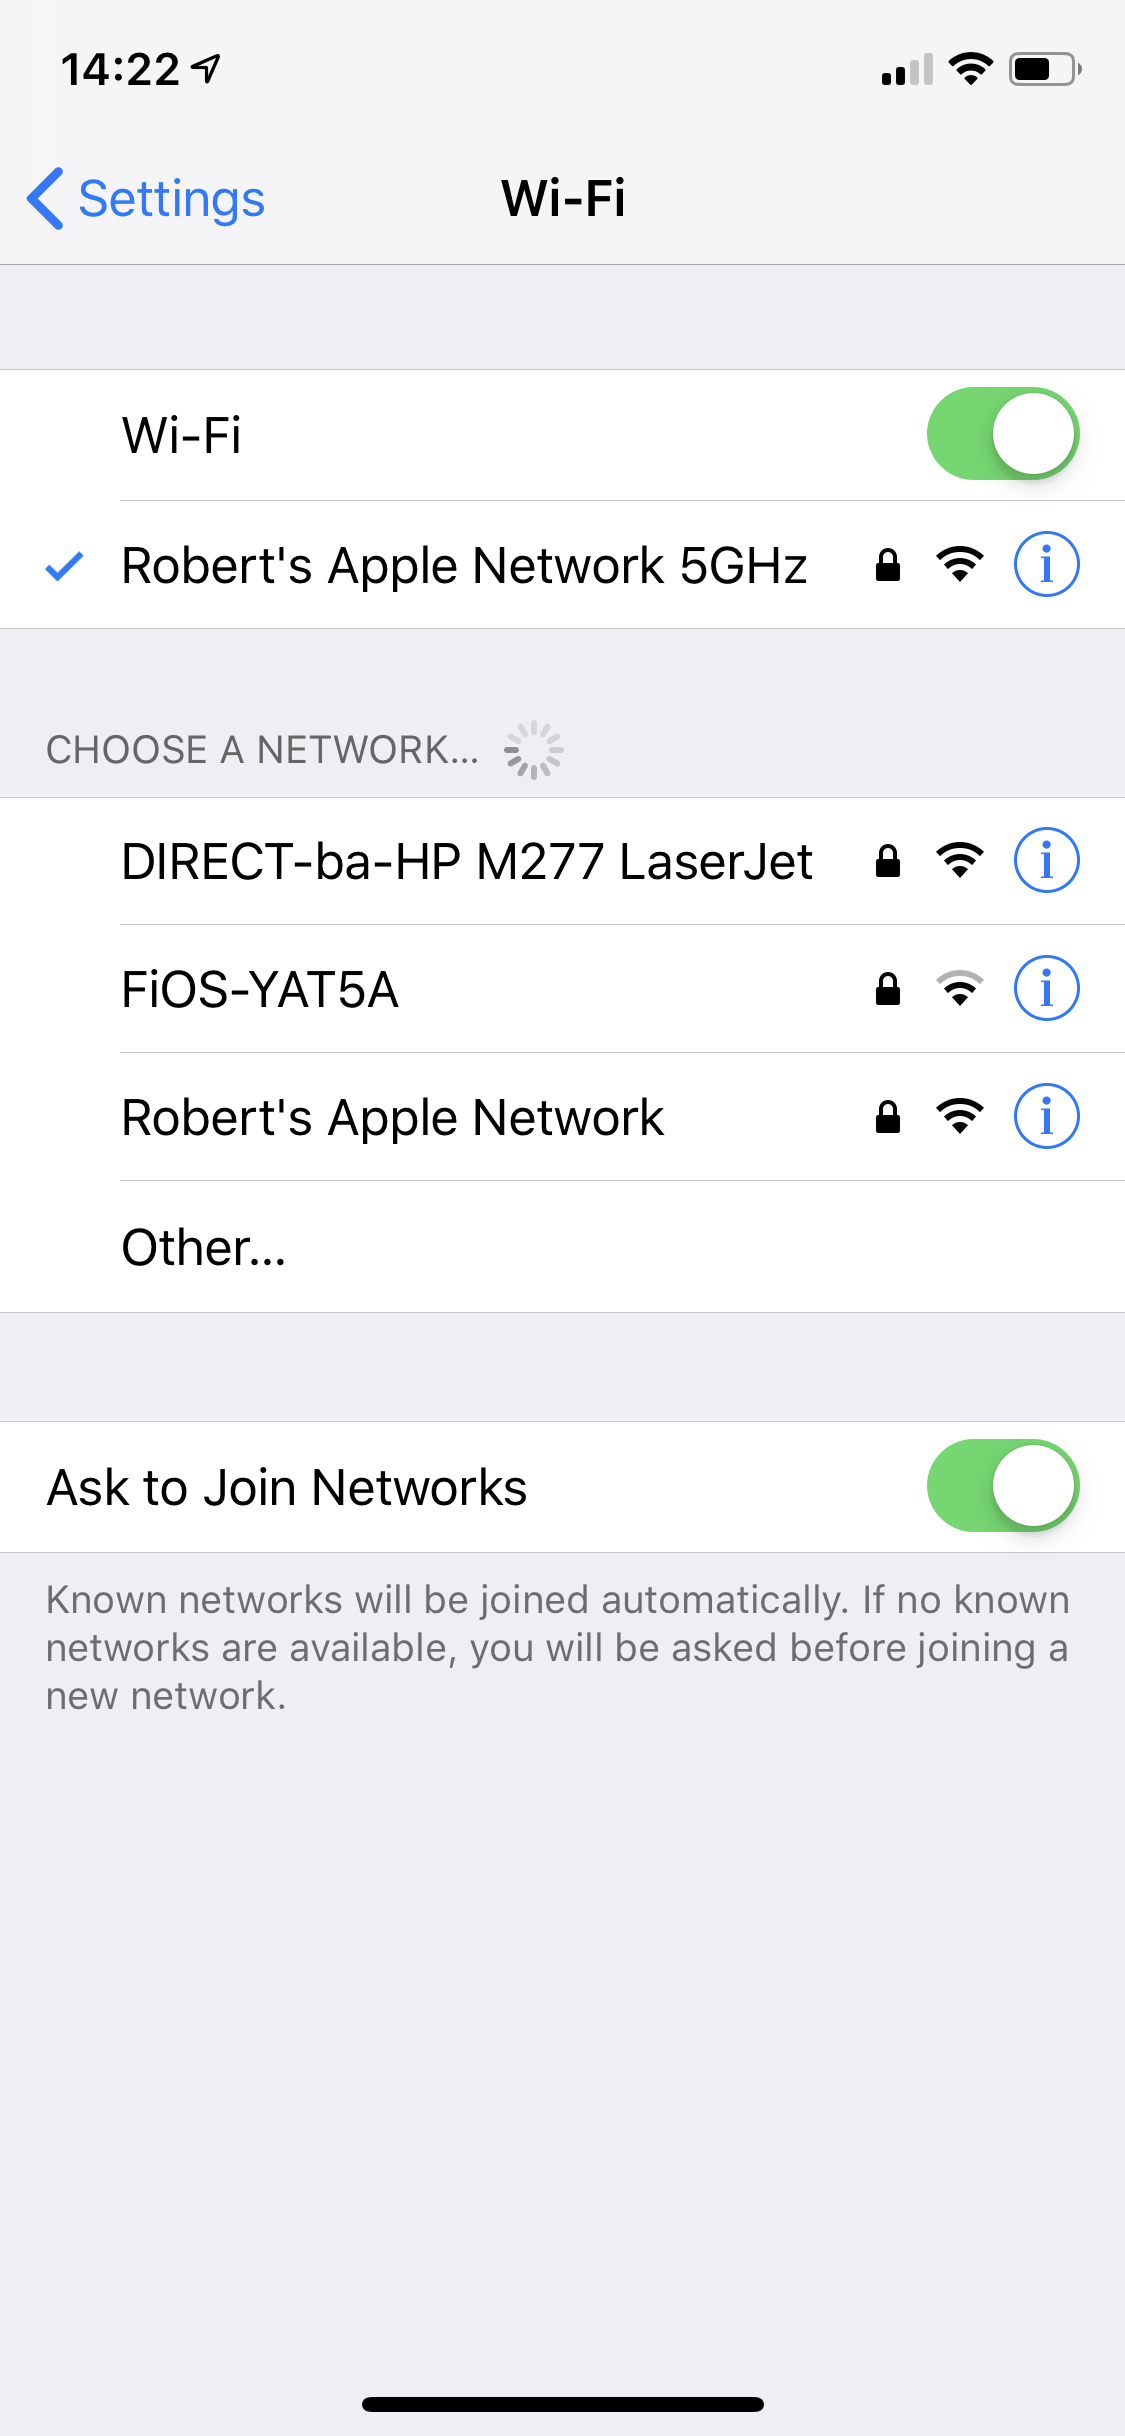 14:22
Settings
Wi-Fi
Wi-Fi
Robert's Apple Network 5GHz
CHOOSE A NETWORK...
DIRECT-ba-HP M277 LaserJet
FiOS-YAT5A
Robert's Apple Network
Other...
Ask to Join Networks
Known networks will be joined automatically. If no known
networks are available, you will be asked before joining a
new network.